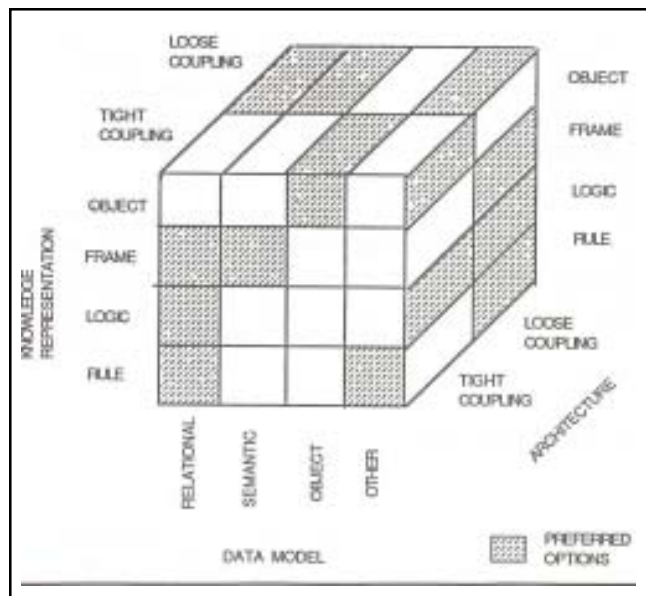 LOOSE
COUPLING
TIGHT
COUPLING
OBJECT
FRAME
LOGIC
RULE
KNOWLEDGE
REPRESENTATION
OBJECT
FRAME
LOGIC
RULE
LOOSE
COUPLING
TIGHT
COUPLING
ARCHITECTURE
RELATIONAL
SEMANTIC
OBJECT
OTHER
DATA MODEL
PREFERRED
OPTIONS